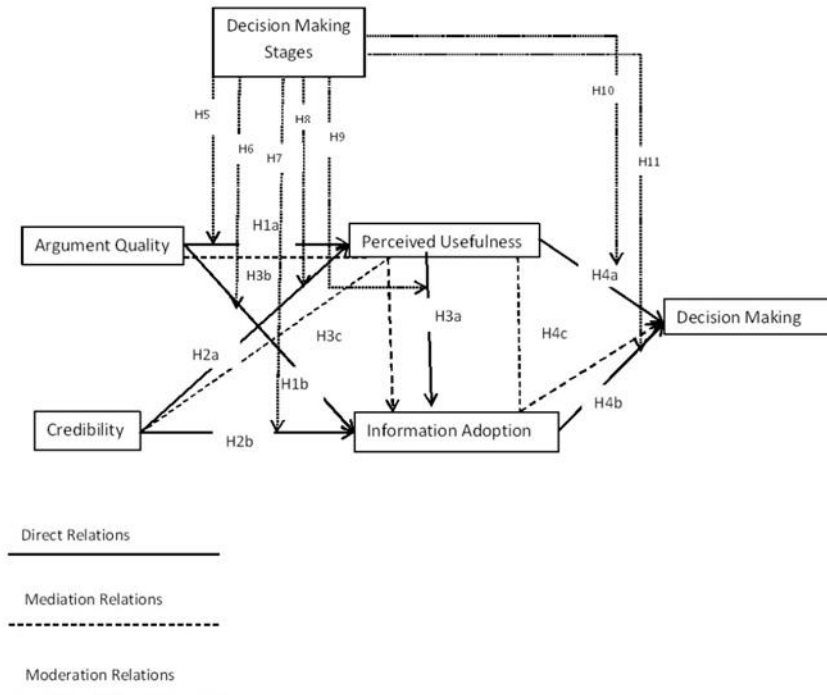 Decision Making
Stages
H5
H6
H7
H8
H9
H10
H11
Argument Quality
H1a
Perceived Usefulness
H3b
H4a
H3a
Decision Making
H2a
H3c
H4c
H1b
H4b
Credibility
H2b
Information Adoption
Direct Relations
Mediation Relations
Moderation Relations